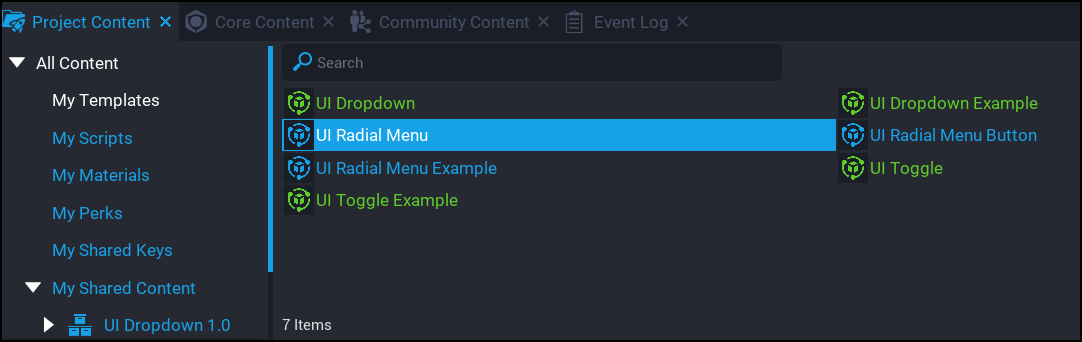 Project Content Core Content Community Content Event Log
All Content
My Templates
My Scripts
My Materials
My Perks
My Shared Keys
My Shared Content
UI Dropdown 1.0
Search
UI Dropdown UI Dropdown Example
UI Radial Menu UI Radial Menu Button
UI Radial Menu Example UI Toggle
UI Toggle Example
7 Items